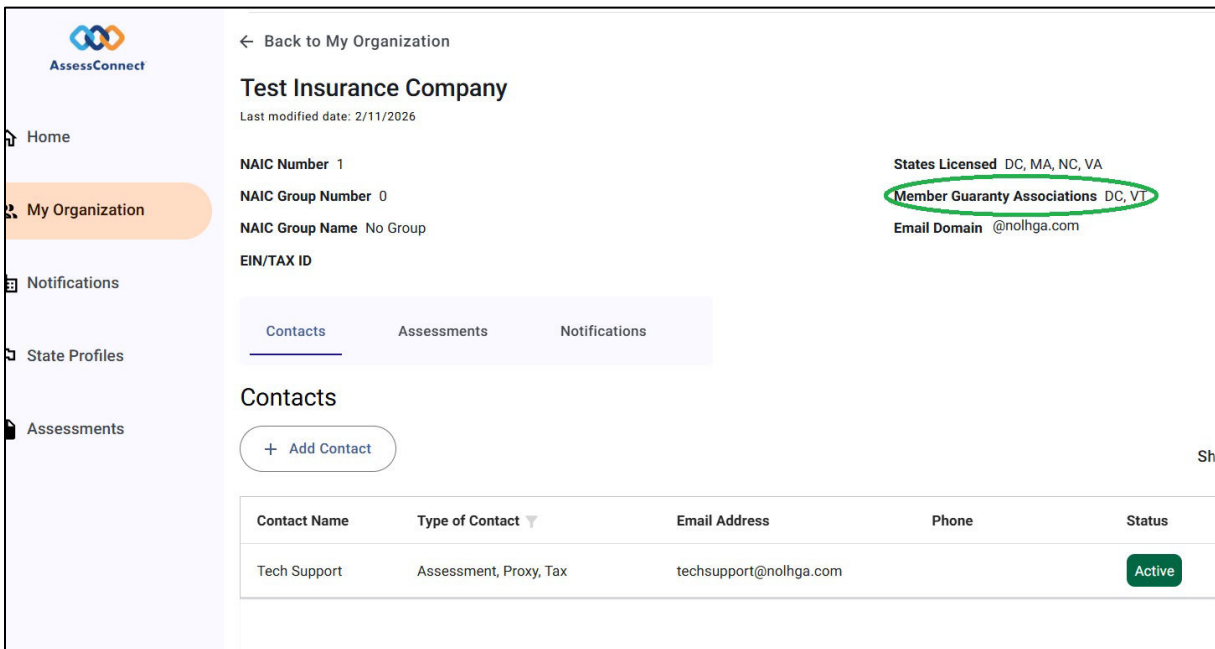 AssessConnect
Home
My Organization
Notifications
State Profiles
Assessments
← Back to My Organization
Test Insurance Company
Last modified date: 2/11/2026
NAIC Number 1
NAIC Group Number 0
NAIC Group Name No Group
EIN/TAX ID
States Licensed DC, MA, NC, VA
Member Guaranty Associations DC, VT
Email Domain @nolhga.com
Contacts Assessments Notifications
Contacts
+ Add Contact
Sh
Contact Name Type of Contact Email Address Phone Status
Tech Support Assessment, Proxy, Tax techsupport@nolhga.com Active